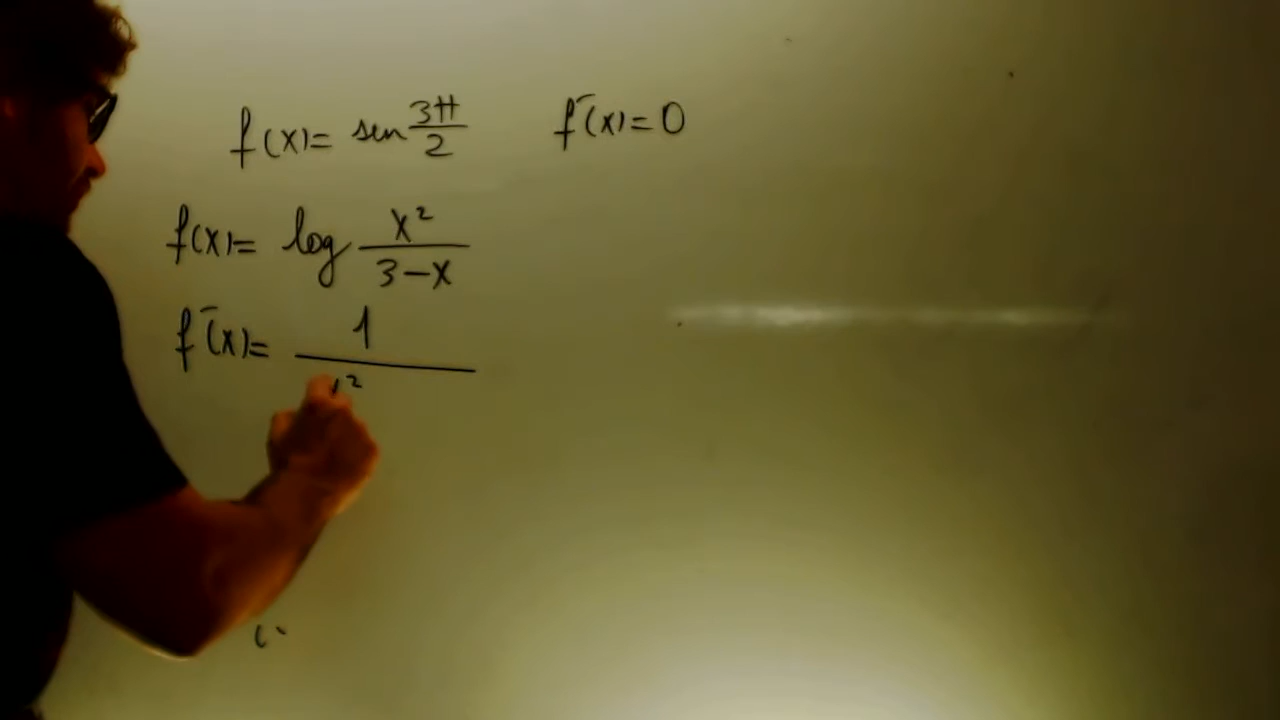 f(x)= sen 3π/2 f'(x)= 0
f(x)= log x²/3-x
f'(x)= 1/